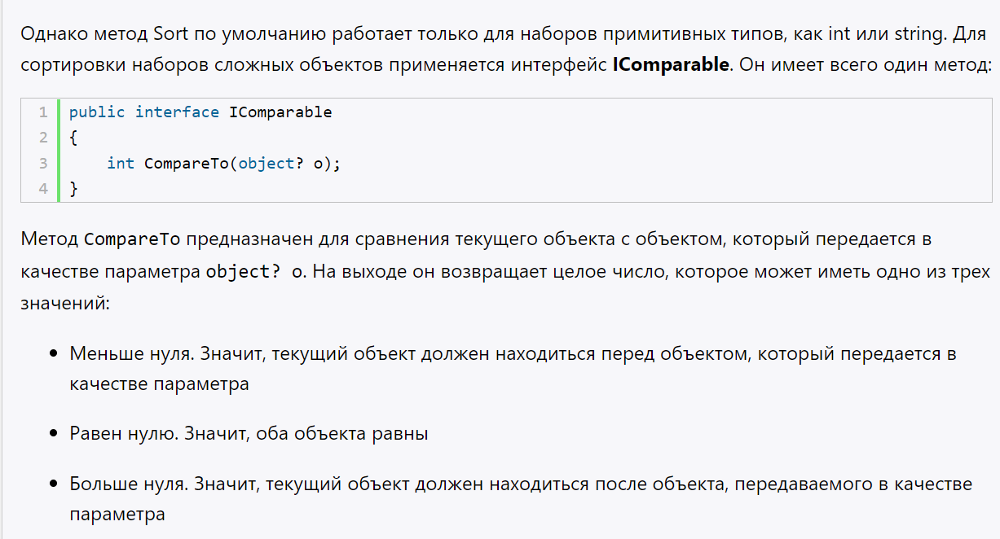 Однако метод Sort по умолчанию работает только для наборов примитивных типов, как int или string. Для
сортировки наборов сложных объектов применяется интерфейс IComparable. Он имеет всего один метод:
1 public interface IComparable
2 {
3     int CompareTo(object? o);
4 }
Метод CompareTo предназначен для сравнения текущего объекта с объектом, который передается в
качестве параметра object? o. На выходе он возвращает целое число, которое может иметь одно из трех
значений:
• Меньше нуля. Значит, текущий объект должен находиться перед объектом, который передается в
качестве параметра
• Равен нулю. Значит, оба объекта равны
• Больше нуля. Значит, текущий объект должен находиться после объекта, передаваемого в качестве
параметра